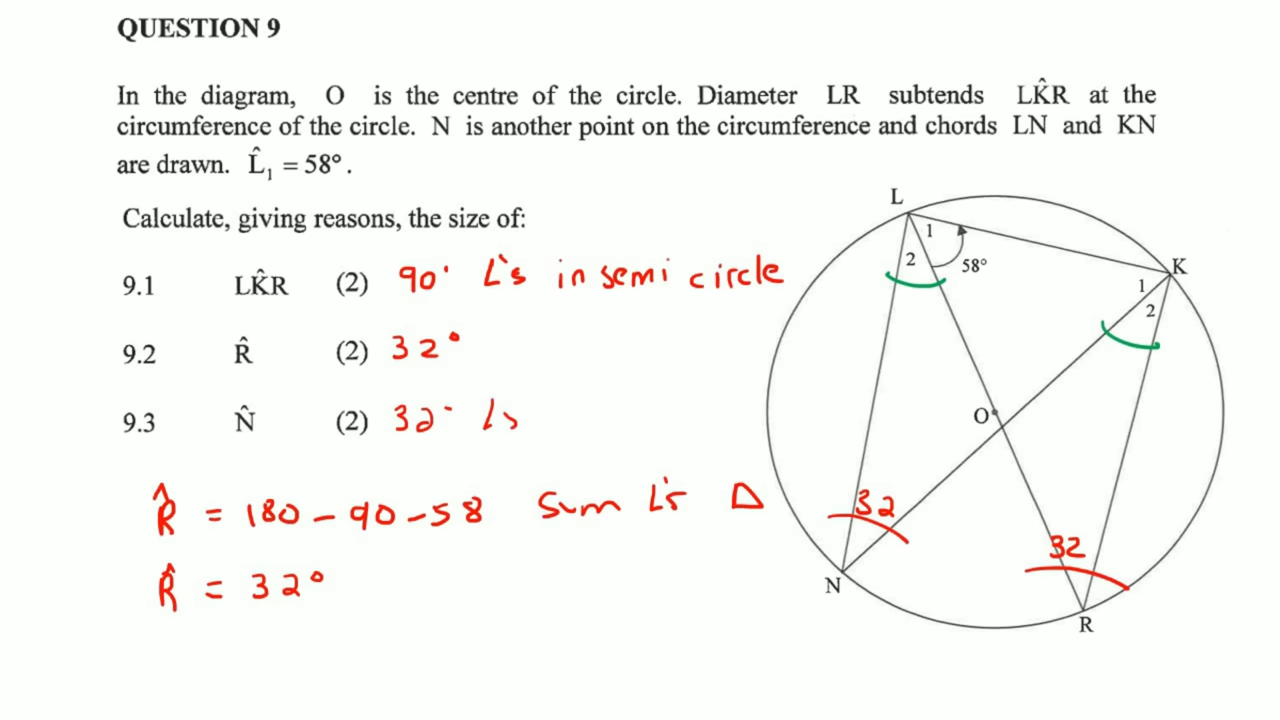 QUESTION 9
In the diagram, O is the centre of the circle. Diameter LR subtends LK̂R at the
circumference of the circle. N is another point on the circumference and chords LN and KN
are drawn. L̂₁ = 58°.
Calculate, giving reasons, the size of:
9.1 LK̂R (2) 90° ∠'s in semi circle
9.2 R̂ (2) 32°
9.3 N̂ (2) 32° ∠s
R̂ = 180 - 90 - 58 sum ∠'s Δ
R̂ = 32°
L
1
2
58°
K
1
2
O
32
32
N
R